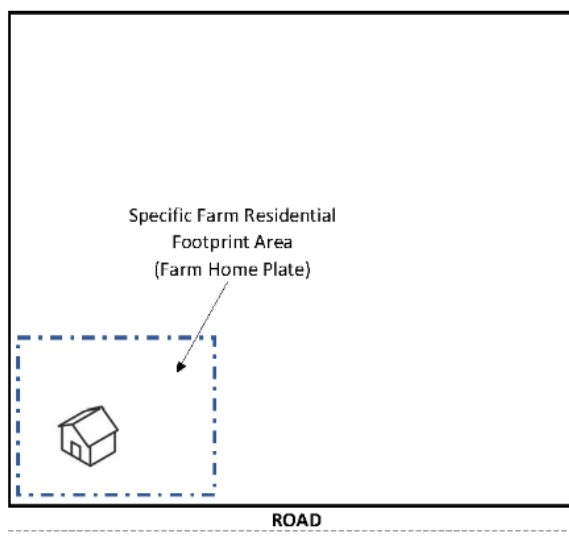 Specific Farm Residential
Footprint Area
(Farm Home Plate)
ROAD